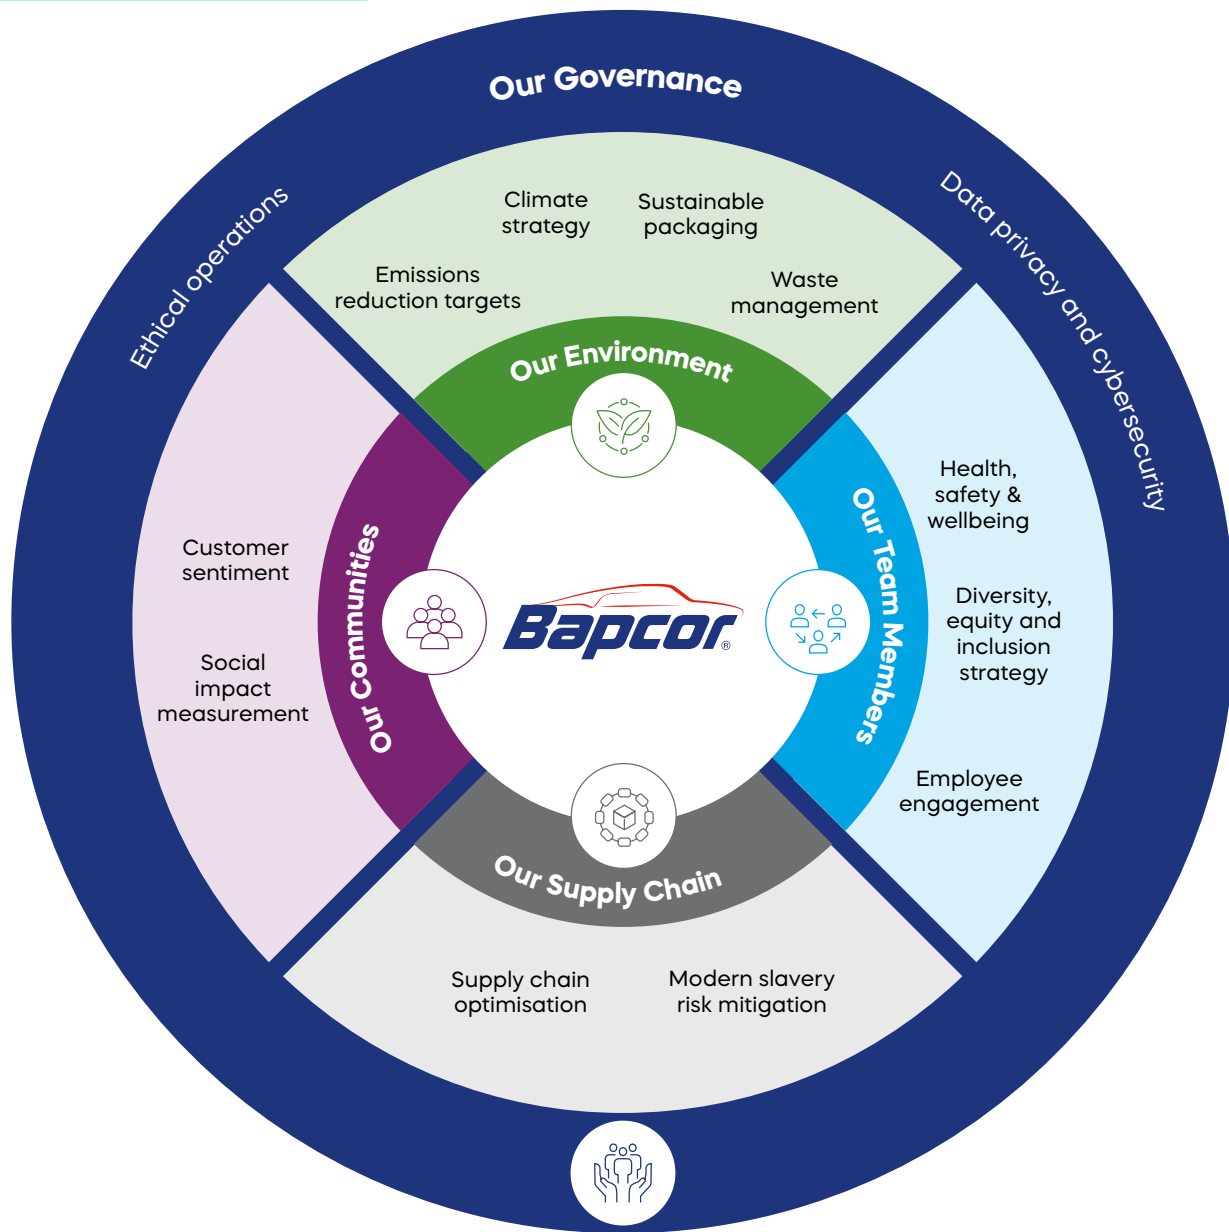 Our Governance
Ethical operations
Data privacy and cybersecurity
Climate
strategy
Sustainable
packaging
Emissions
reduction targets
Waste
management
Our Environment
Our Communities
Customer
sentiment
Social
impact
measurement
Bapcor®
Our Team Members
Health,
safety &
wellbeing
Diversity,
equity and
inclusion
strategy
Employee
engagement
Our Supply Chain
Supply chain
optimisation
Modern slavery
risk mitigation